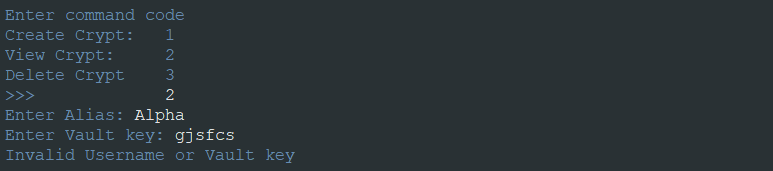 Enter command code
Create Crypt:   1
View Crypt:     2
Delete Crypt    3
>>>             2
Enter Alias: Alpha
Enter Vault key: gjsfcs
Invalid Username or Vault key